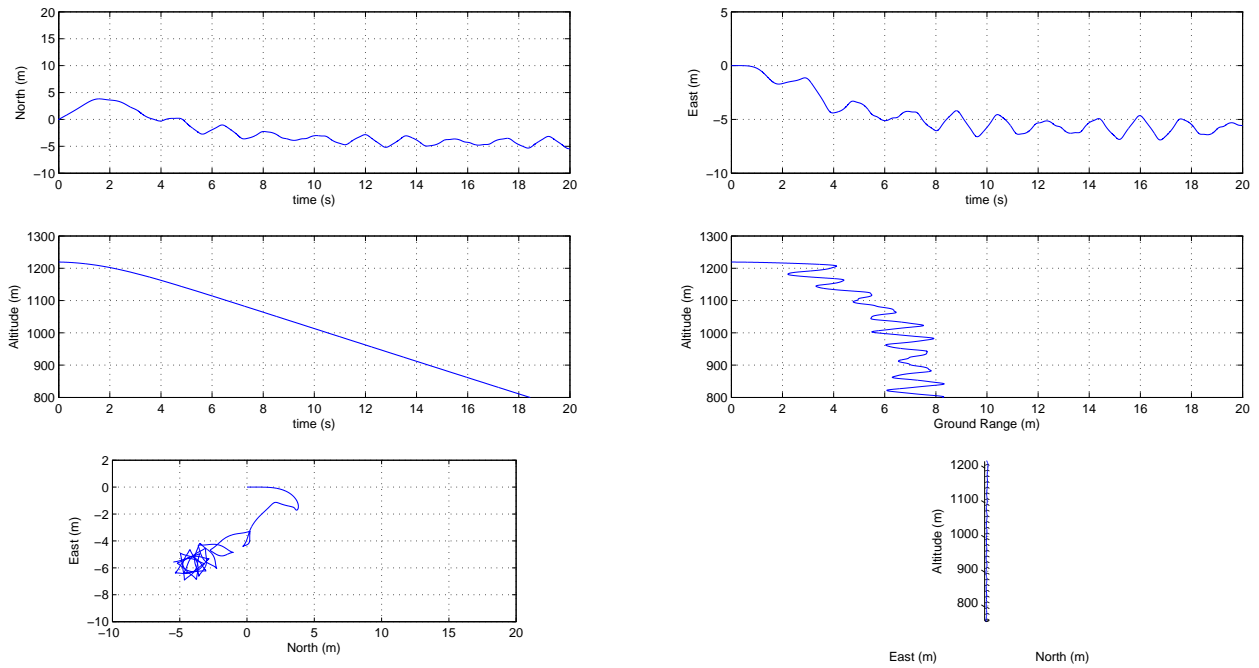 20
15
10
5
0
−5
−10
North (m)
0 2 4 6 8 10 12 14 16 18 20
time (s)
5
0
−5
−10
East (m)
0 2 4 6 8 10 12 14 16 18 20
time (s)
1300
1200
1100
1000
900
800
Altitude (m)
0 2 4 6 8 10 12 14 16 18 20
time (s)
1300
1200
1100
1000
900
800
Altitude (m)
0 2 4 6 8 10 12 14 16 18 20
Ground Range (m)
2
0
−2
−4
−6
−8
−10
East (m)
−10 −5 0 5 10 15 20
North (m)
1200
1100
1000
900
800
Altitude (m)
East (m)
North (m)